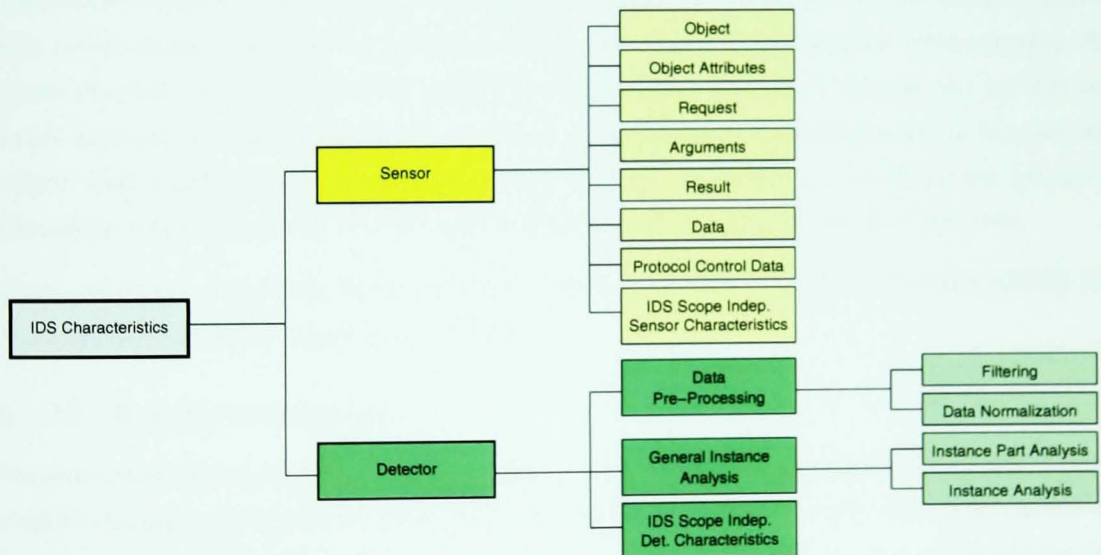 IDS Characteristics
Sensor
Object
Object Attributes
Request
Arguments
Result
Data
Protocol Control Data
IDS Scope Indep.
Sensor Characteristics
Detector
Data
Pre–Processing
Filtering
Data Normalization
General Instance
Analysis
Instance Part Analysis
Instance Analysis
IDS Scope Indep.
Det. Characteristics